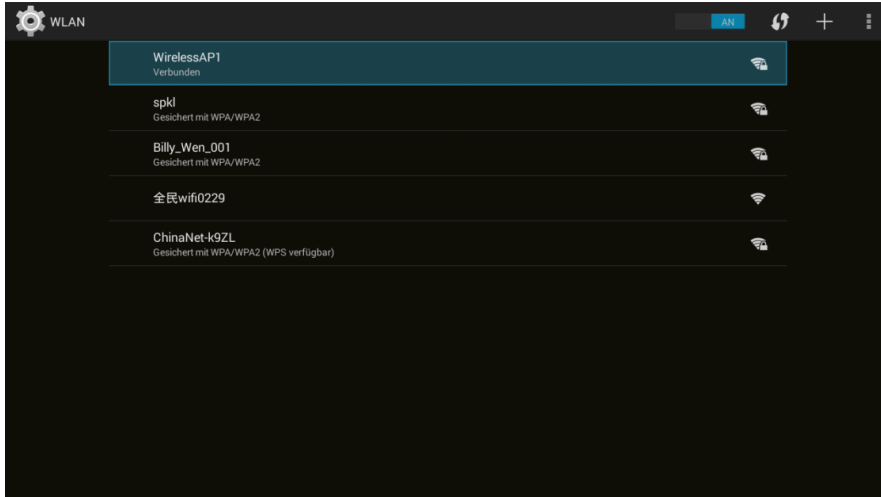 WLAN
AN
WirelessAP1
Verbunden
spkl
Gesichert mit WPA/WPA2
Billy_Wen_001
Gesichert mit WPA/WPA2
全民wifi0229
ChinaNet-k9ZL
Gesichert mit WPA/WPA2 (WPS verfügbar)